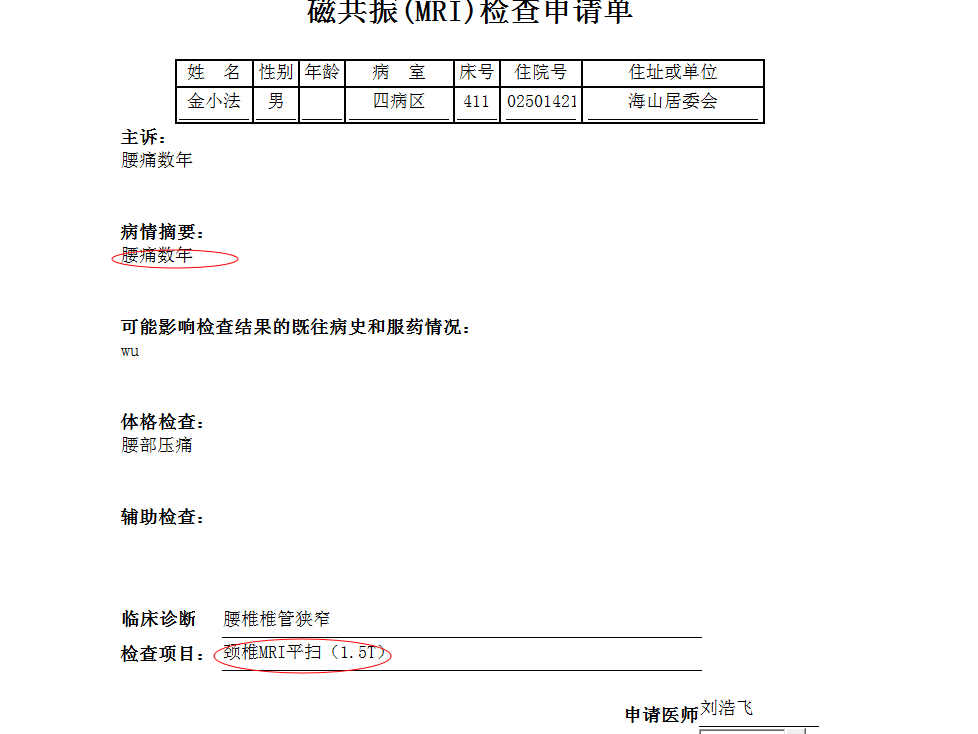 磁共振(MRI)检查申请单
姓 名 性别 年龄 病 室 床号 住院号 住址或单位
金小法 男 四病区 411 02501421 海山居委会
主诉：
腰痛数年
病情摘要：
腰痛数年
可能影响检查结果的既往病史和服药情况：
wu
体格检查：
腰部压痛
辅助检查：
临床诊断 腰椎椎管狭窄
检查项目： 颈椎MRI平扫（1.5T）
申请医师 刘浩飞